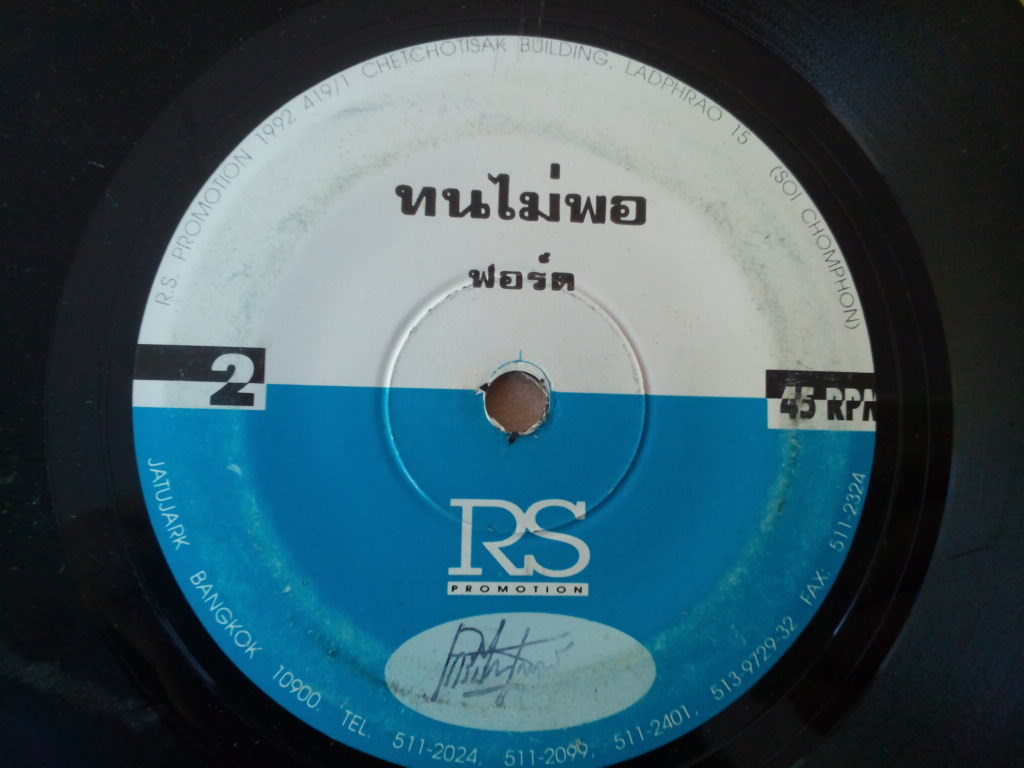 R.S. PROMOTION 1992 419/1 CHETCHOTISAK BUILDING, LADPHRAO 15 (SOI CHOMPHON)
ทนไม่พอ
ฟอร์ด
2
45 RPM
RS
PROMOTION
JATUJARK BANGKOK 10900. TEL. 511-2024, 511-2099, 511-2401, 513-9729-32 FAX: 511-2324